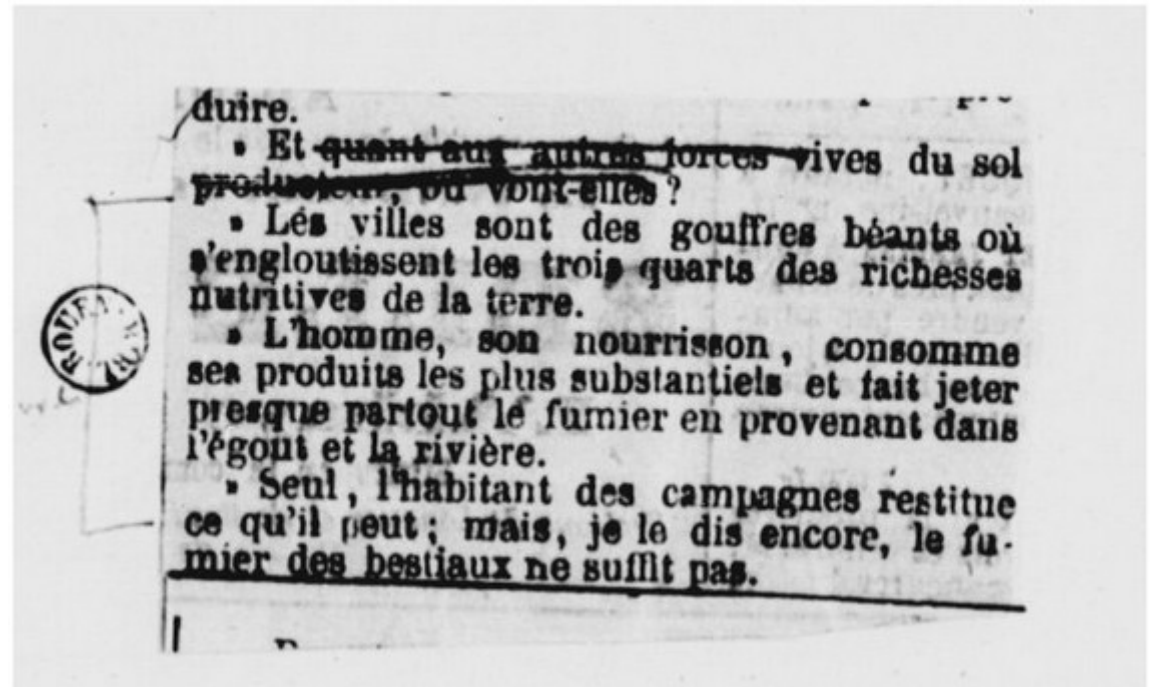 duire.
» Et quant aux autres forces vives du sol
producteur, où vont-elles ?
» Les villes sont des gouffres béants où
s'engloutissent les trois quarts des richesses
nutritives de la terre.
» L'homme, son nourrisson, consomme
ses produits les plus substantiels et fait jeter
presque partout le fumier en provenant dans
l'égout et la rivière.
» Seul, l'habitant des campagnes restitue
ce qu'il peut ; mais, je le dis encore, le fu-
mier des bestiaux ne suffit pas.